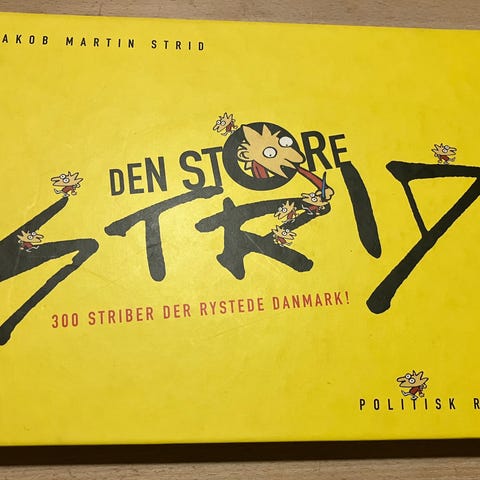 AKOB MARTIN STRID
DEN STORE
STRID
300 STRIBER DER RYSTEDE DANMARK!
POLITISK R